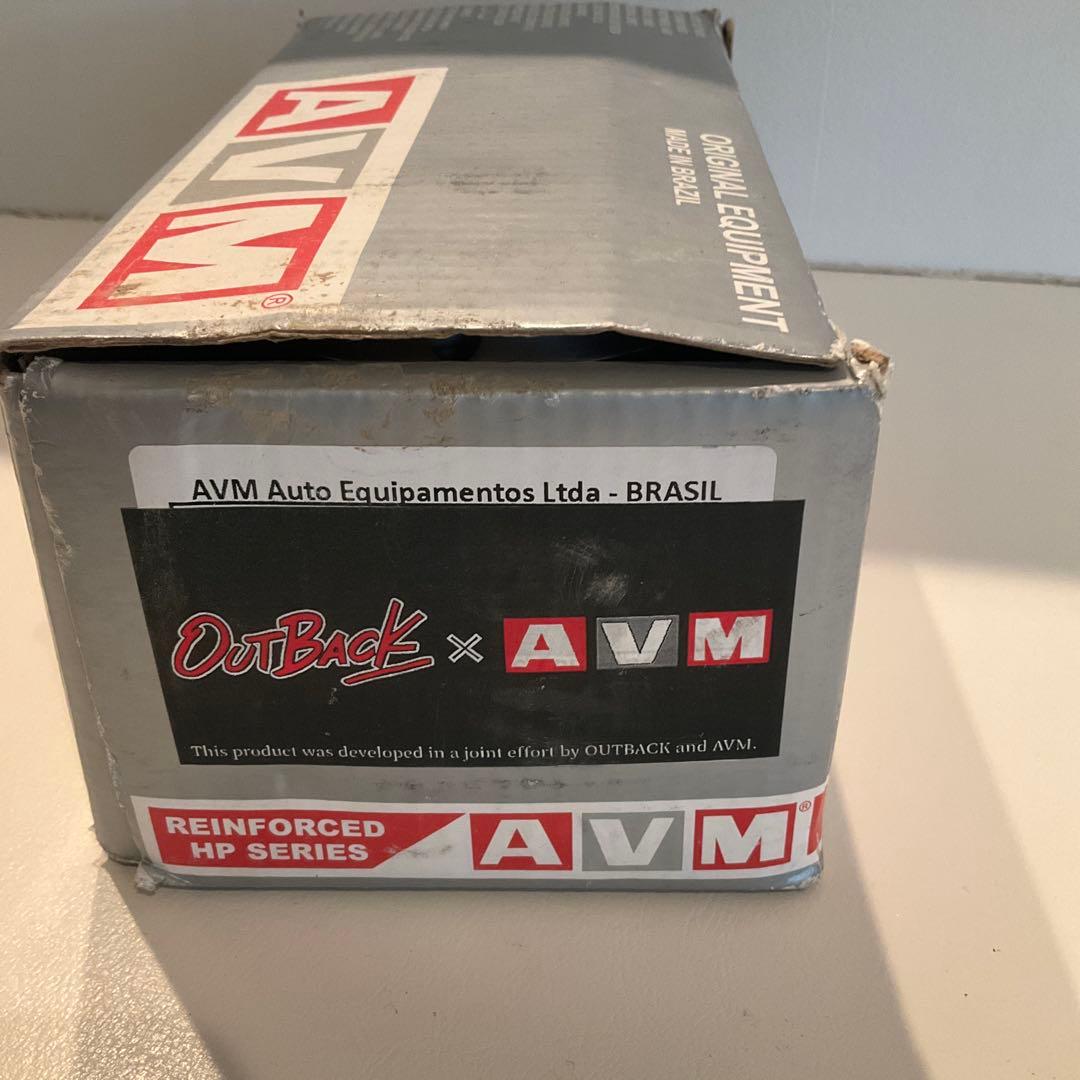 AVM®
ORIGINAL EQUIPMENT
MADE IN BRAZIL
AVM Auto Equipamentos Ltda - BRASIL
OUTBACK × AVM
This product was developed in a joint effort by OUTBACK and AVM.
REINFORCED
HP SERIES
AVM®